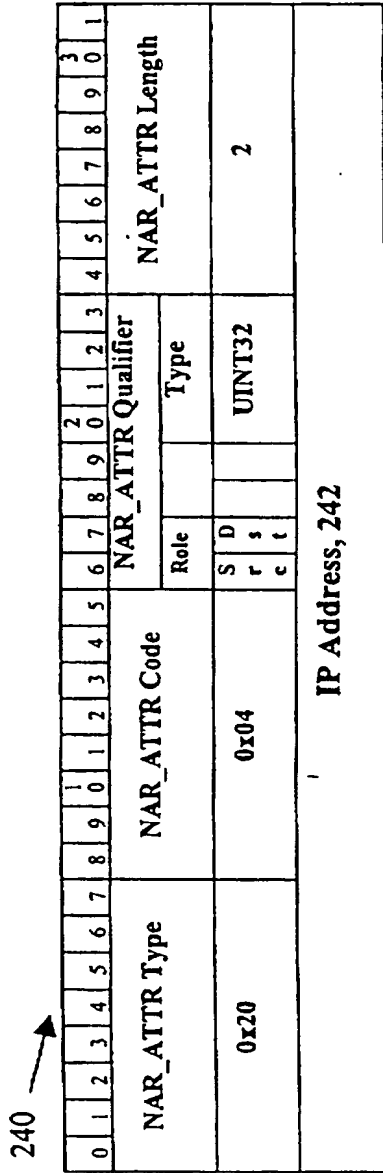 240
1 2 3
0 1 2 3 4 5 6 7 8 9 0 1 2 3 4 5 6 7 8 9 0 1 2 3 4 5 6 7 8 9 0 1
NAR_ATTR Type NAR_ATTR Code NAR_ATTR Qualifier NAR_ATTR Length
Role Type
0x20 0x04 Src Dst UINT32 2
IP Address, 242